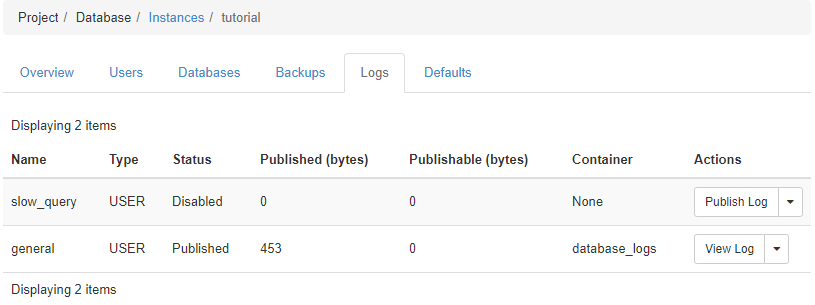 Project / Database / Instances / tutorial
Overview Users Databases Backups Logs Defaults
Displaying 2 items
Name Type Status Published (bytes) Publishable (bytes) Container Actions
slow_query USER Disabled 0 0 None Publish Log
general USER Published 453 0 database_logs View Log
Displaying 2 items